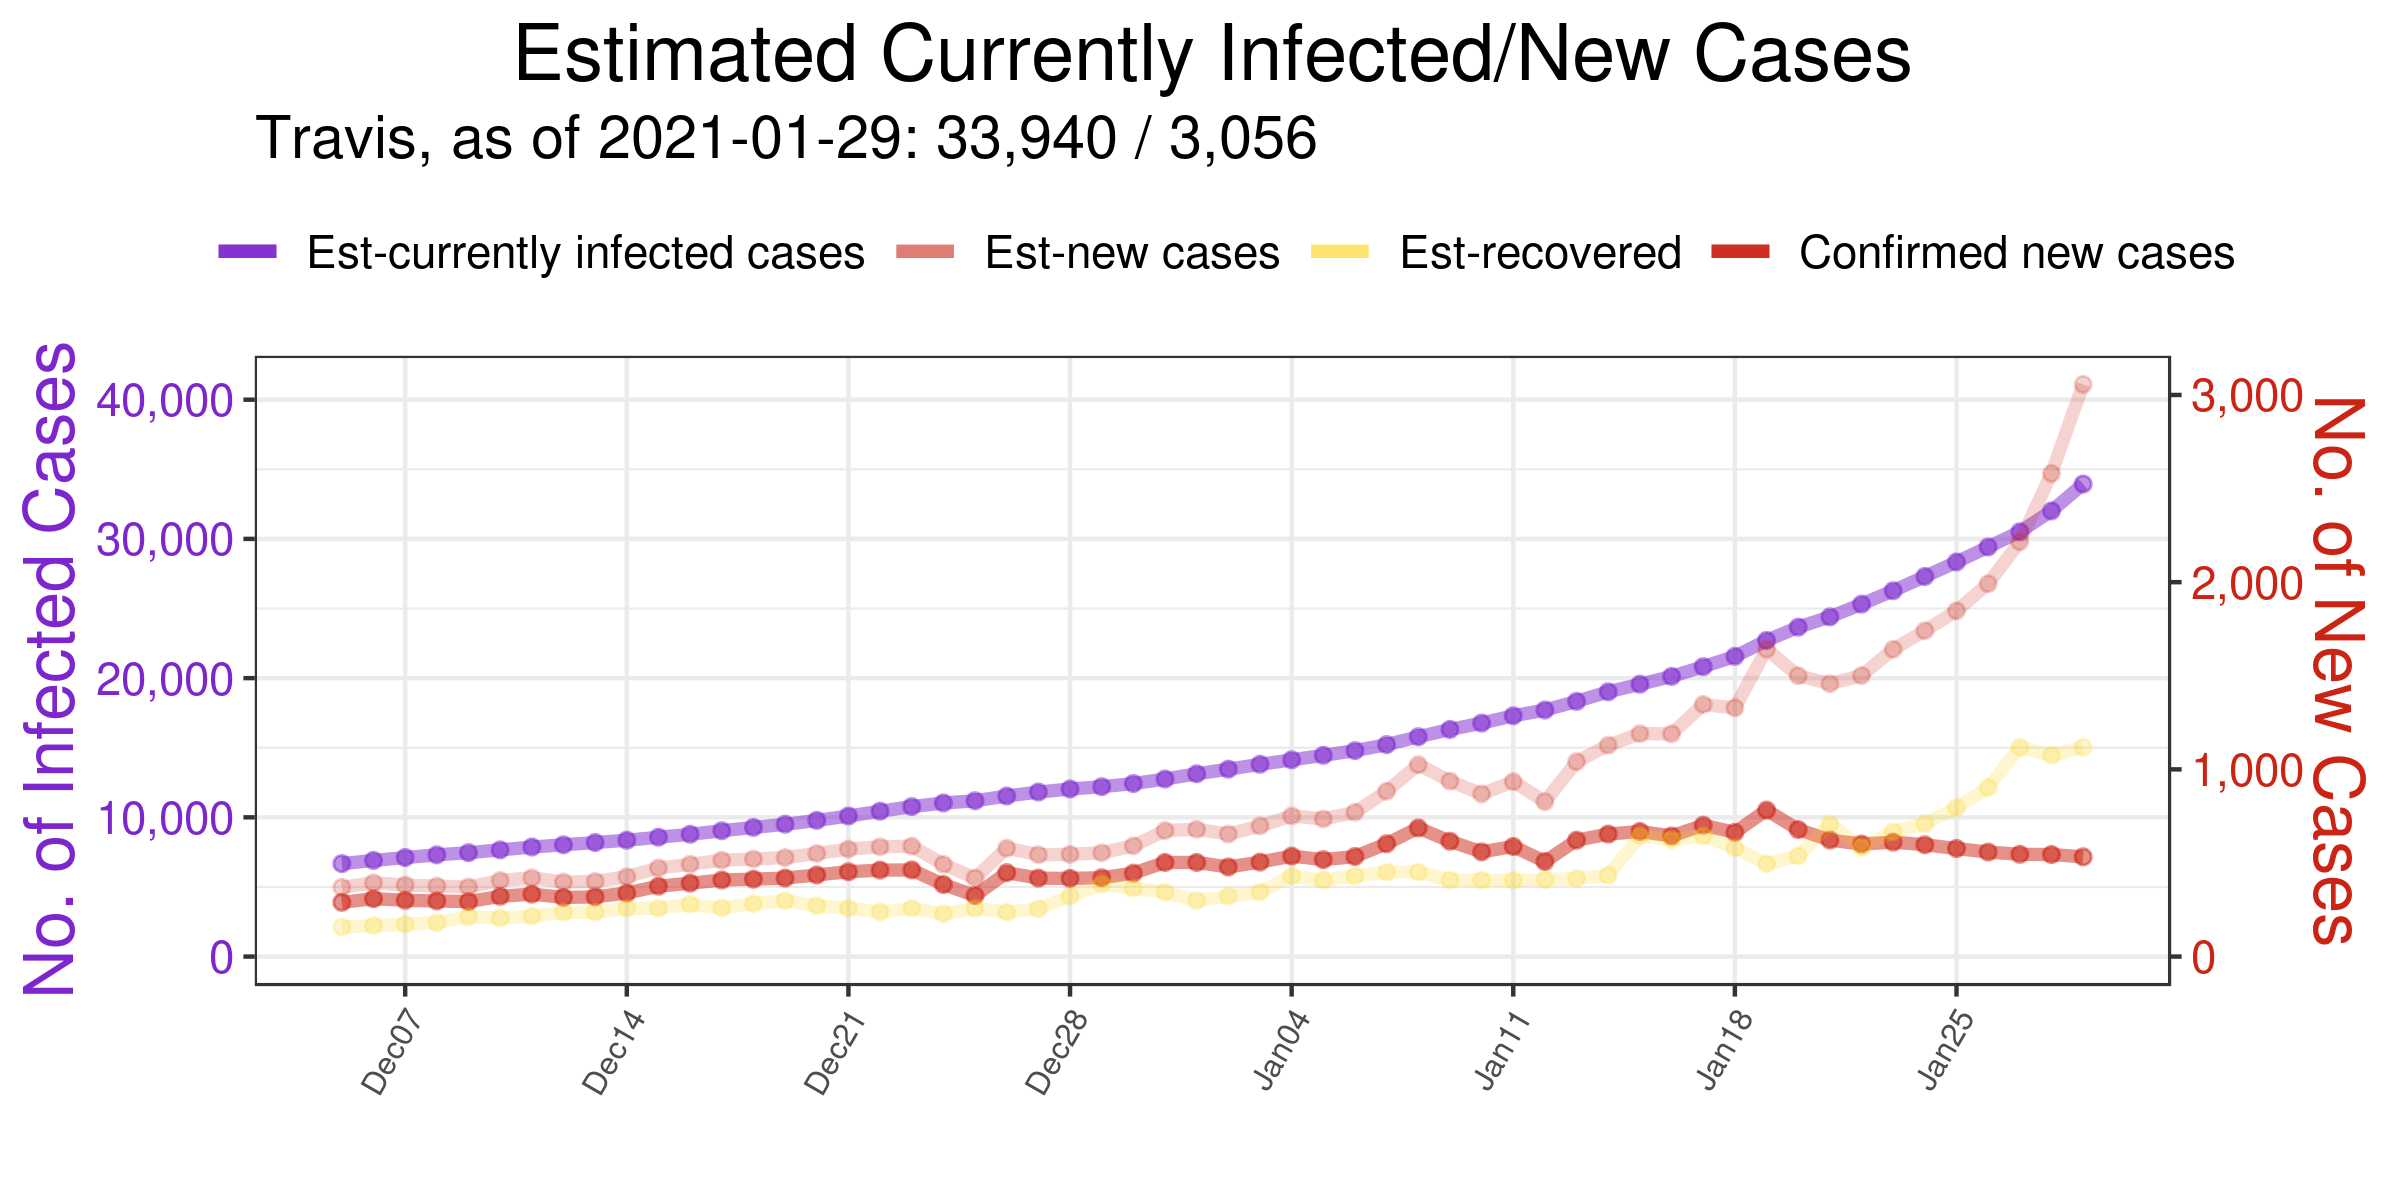 Estimated Currently Infected/New Cases
Travis, as of 2021-01-29: 33,940 / 3,056
Est-currently infected cases
Est-new cases
Est-recovered
Confirmed new cases
No. of Infected Cases
40,000
30,000
20,000
10,000
0
3,000
2,000
1,000
0
No. of New Cases
Dec07
Dec14
Dec21
Dec28
Jan04
Jan11
Jan18
Jan25